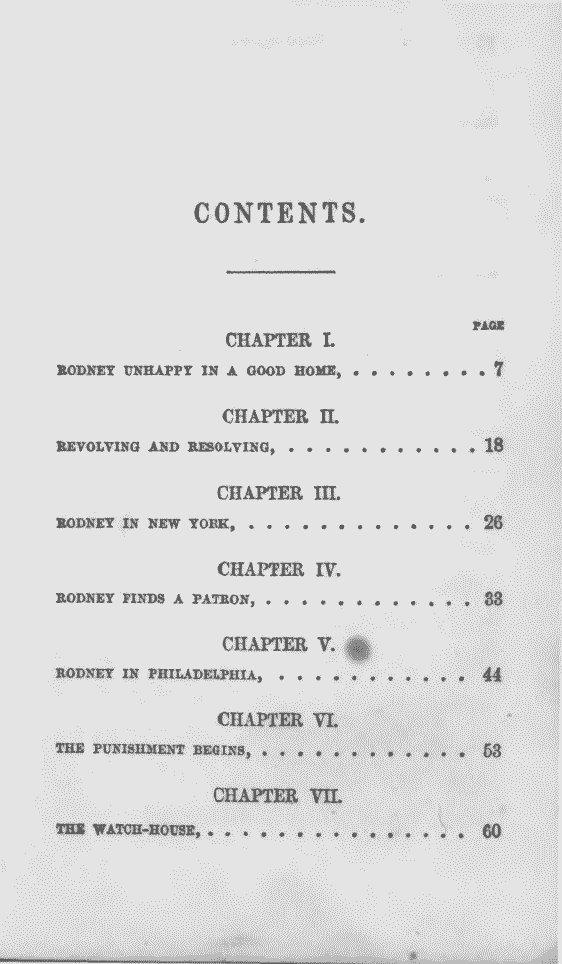 CONTENTS.
PAGE
CHAPTER I.
RODNEY UNHAPPY IN A GOOD HOME, . . . . . . . . 7
CHAPTER II.
REVOLVING AND RESOLVING, . . . . . . . . . . . 18
CHAPTER III.
RODNEY IN NEW YORK, . . . . . . . . . . . . . 26
CHAPTER IV.
RODNEY FINDS A PATRON, . . . . . . . . . . . . 33
CHAPTER V.
RODNEY IN PHILADELPHIA, . . . . . . . . . . . 44
CHAPTER VI.
THE PUNISHMENT BEGINS, . . . . . . . . . . . . 53
CHAPTER VII.
THE WATCH-HOUSE, . . . . . . . . . . . . . . . 60